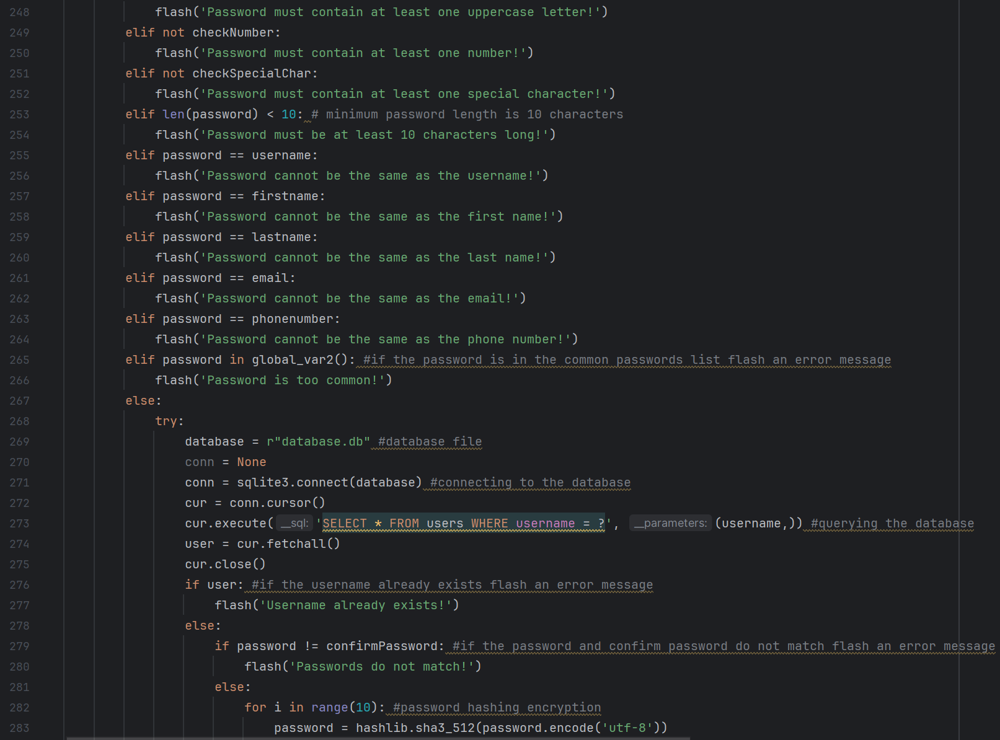 248 flash('Password must contain at least one uppercase letter!')
249 elif not checkNumber:
250 flash('Password must contain at least one number!')
251 elif not checkSpecialChar:
252 flash('Password must contain at least one special character!')
253 elif len(password) < 10: # minimum password length is 10 characters
254 flash('Password must be at least 10 characters long!')
255 elif password == username:
256 flash('Password cannot be the same as the username!')
257 elif password == firstname:
258 flash('Password cannot be the same as the first name!')
259 elif password == lastname:
260 flash('Password cannot be the same as the last name!')
261 elif password == email:
262 flash('Password cannot be the same as the email!')
263 elif password == phonenumber:
264 flash('Password cannot be the same as the phone number!')
265 elif password in global_var2(): #if the password is in the common passwords list flash an error message
266 flash('Password is too common!')
267 else:
268 try:
269 database = r"database.db" #database file
270 conn = None
271 conn = sqlite3.connect(database) #connecting to the database
272 cur = conn.cursor()
273 cur.execute( __sql: 'SELECT * FROM users WHERE username = ?', __parameters: (username,)) #querying the database
274 user = cur.fetchall()
275 cur.close()
276 if user: #if the username already exists flash an error message
277 flash('Username already exists!')
278 else:
279 if password != confirmPassword: #if the password and confirm password do not match flash an error message
280 flash('Passwords do not match!')
281 else:
282 for i in range(10): #password hashing encryption
283 password = hashlib.sha3_512(password.encode('utf-8'))